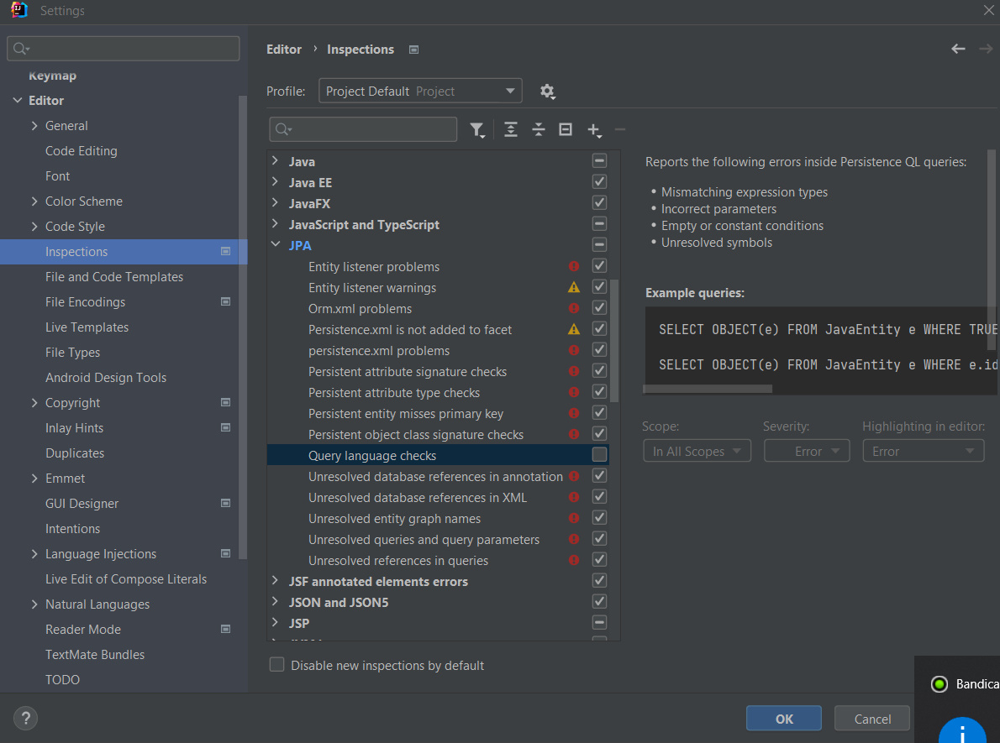 Settings
Keymap
Editor
General
Code Editing
Font
Color Scheme
Code Style
Inspections
File and Code Templates
File Encodings
Live Templates
File Types
Android Design Tools
Copyright
Inlay Hints
Duplicates
Emmet
GUI Designer
Intentions
Language Injections
Live Edit of Compose Literals
Natural Languages
Reader Mode
TextMate Bundles
TODO
Editor › Inspections
Profile: Project Default Project
Java
Java EE
JavaFX
JavaScript and TypeScript
JPA
Entity listener problems
Entity listener warnings
Orm.xml problems
Persistence.xml is not added to facet
persistence.xml problems
Persistent attribute signature checks
Persistent attribute type checks
Persistent entity misses primary key
Persistent object class signature checks
Query language checks
Unresolved database references in annotation
Unresolved database references in XML
Unresolved entity graph names
Unresolved queries and query parameters
Unresolved references in queries
JSF annotated elements errors
JSON and JSON5
JSP
Disable new inspections by default
Reports the following errors inside Persistence QL queries:
• Mismatching expression types
• Incorrect parameters
• Empty or constant conditions
• Unresolved symbols
Example queries:
SELECT OBJECT(e) FROM JavaEntity e WHERE TRUE
SELECT OBJECT(e) FROM JavaEntity e WHERE e.id
Scope: Severity: Highlighting in editor:
In All Scopes Error Error
Bandica
? OK Cancel